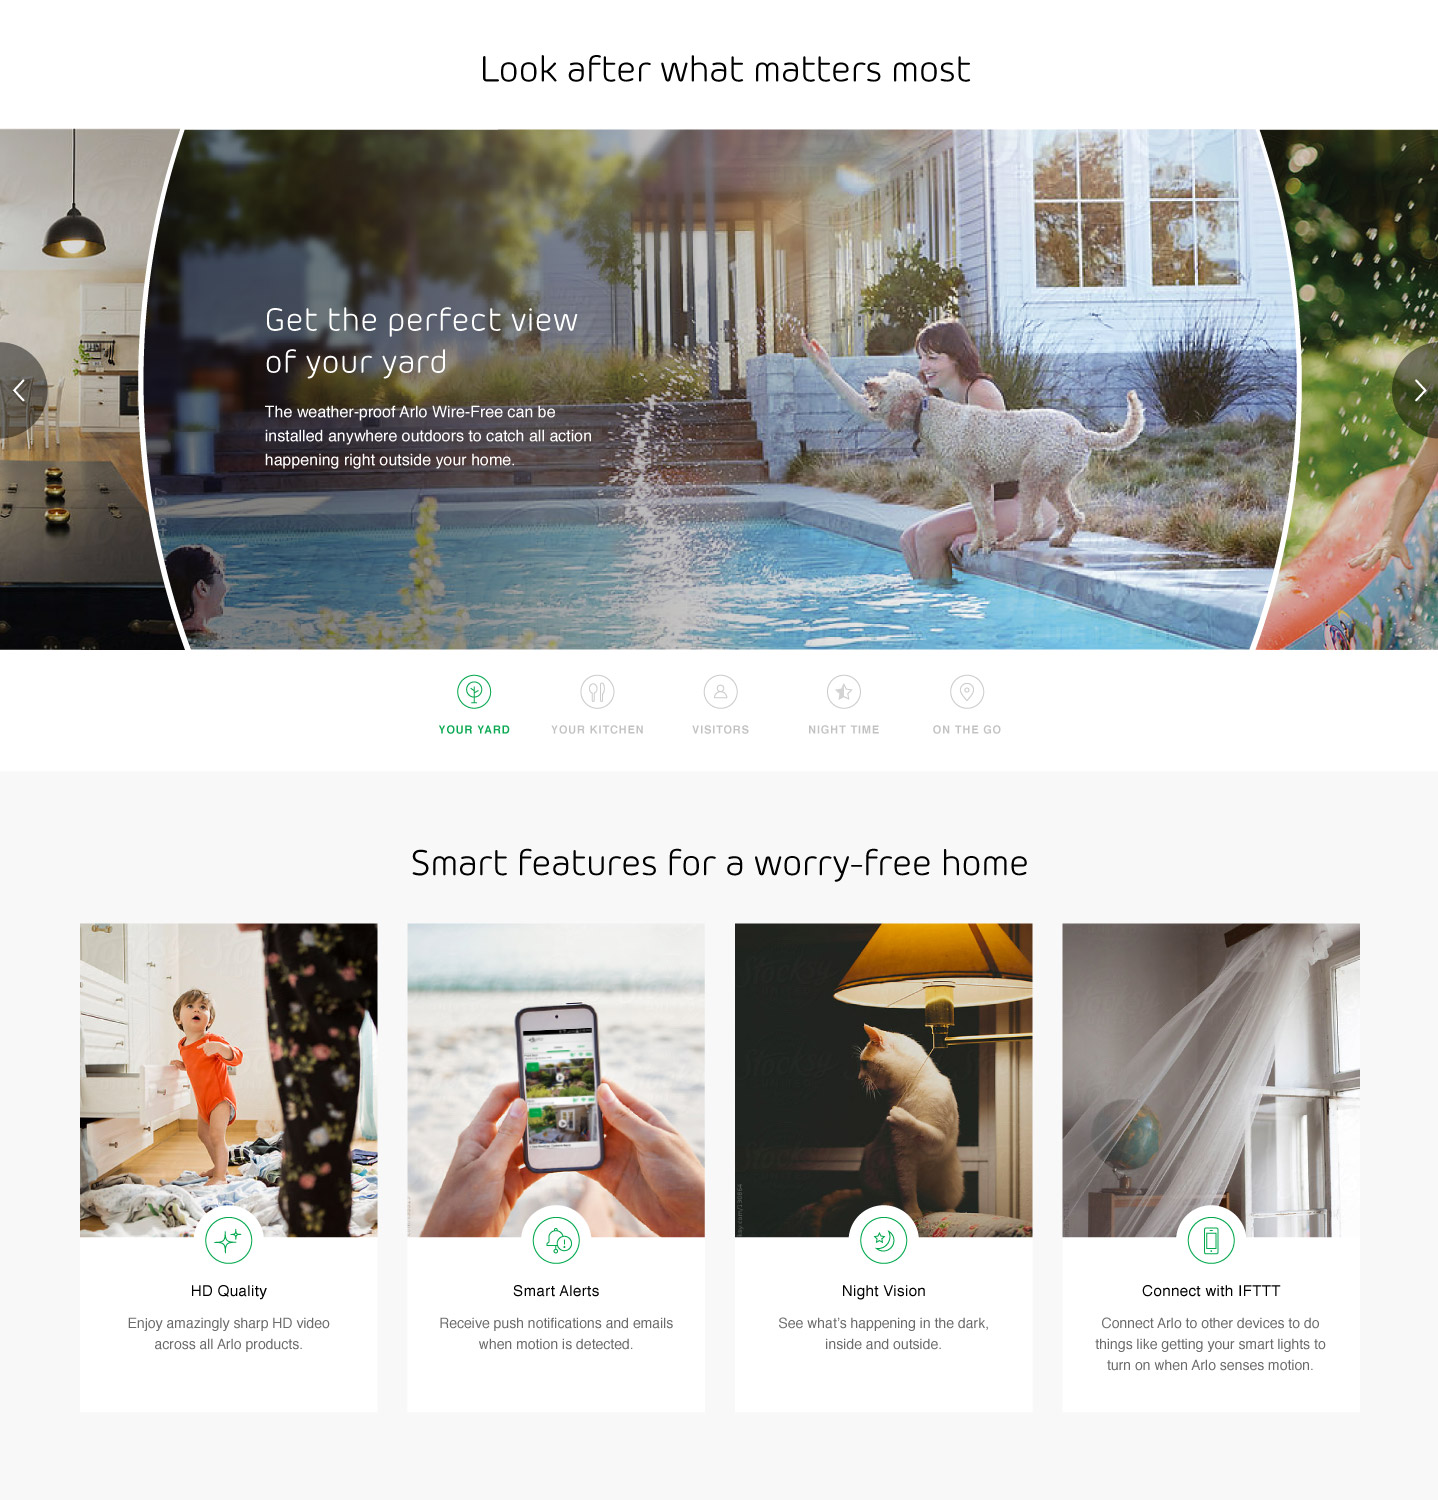 Look after what matters most
Get the perfect view
of your yard
The weather-proof Arlo Wire-Free can be
installed anywhere outdoors to catch all action
happening right outside your home.
YOUR YARD
YOUR KITCHEN
VISITORS
NIGHT TIME
ON THE GO
Smart features for a worry-free home
HD Quality
Enjoy amazingly sharp HD video
across all Arlo products.
Smart Alerts
Receive push notifications and emails
when motion is detected.
Night Vision
See what's happening in the dark,
inside and outside.
Connect with IFTTT
Connect Arlo to other devices to do
things like getting your smart lights to
turn on when Arlo senses motion.